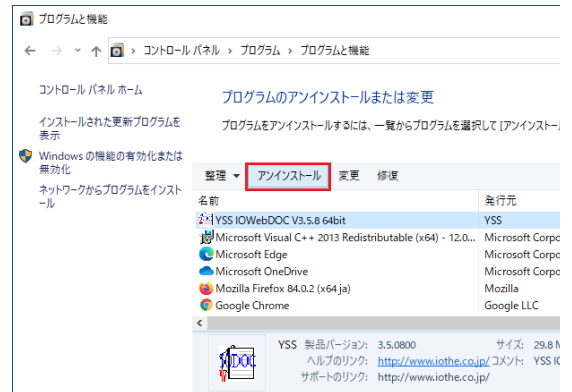 プログラムと機能
コントロール パネル › プログラム › プログラムと機能
コントロール パネル ホーム
インストールされた更新プログラムを
表示
Windows の機能の有効化または
無効化
ネットワークからプログラムをインスト
ール
プログラムのアンインストールまたは変更
プログラムをアンインストールするには、一覧からプログラムを選択して [アンインストー
整理 アンインストール 変更 修復
名前 発行元
YSS IOWebDOC V3.5.8 64bit YSS
Microsoft Visual C++ 2013 Redistributable (x64) - 12.0... Microsoft Corpo
Microsoft Edge Microsoft Corpo
Microsoft OneDrive Microsoft Corpo
Mozilla Firefox 84.0.2 (x64 ja) Mozilla
Google Chrome Google LLC
YSS 製品バージョン: 3.5.0800 サイズ: 29.8 M
ヘルプのリンク: http://www.iothe.co.jp/ コメント: YSS IO
サポートのリンク: http://www.iothe.co.jp/